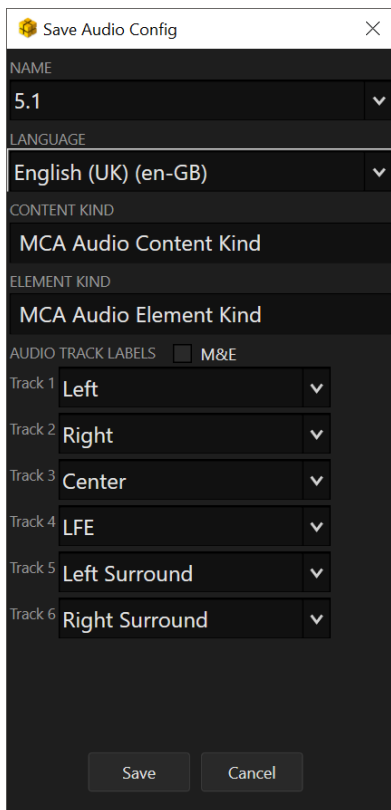 Save Audio Config
NAME
5.1
LANGUAGE
English (UK) (en-GB)
CONTENT KIND
MCA Audio Content Kind
ELEMENT KIND
MCA Audio Element Kind
AUDIO TRACK LABELS M&E
Track 1 Left
Track 2 Right
Track 3 Center
Track 4 LFE
Track 5 Left Surround
Track 6 Right Surround
Save Cancel